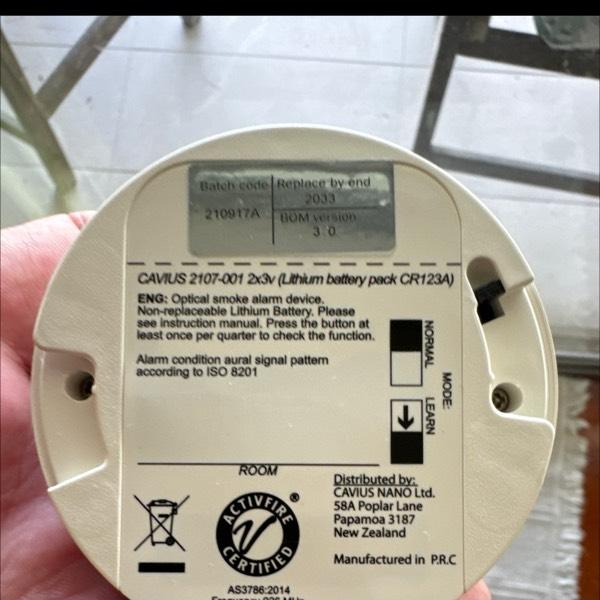 Batch code
210917A
Replace by end
2033
BOM version
3.0
CAVIUS 2107-001 2x3v (Lithium battery pack CR123A)
ENG: Optical smoke alarm device.
Non-replaceable Lithium Battery. Please
see instruction manual. Press the button at
least once per quarter to check the function.
Alarm condition aural signal pattern
according to ISO 8201
NORMAL
MODE:
LEARN
ROOM
ACTIVFIRE
®
CERTIFIED
Distributed by:
CAVIUS NANO Ltd.
58A Poplar Lane
Papamoa 3187
New Zealand
Manufactured in P.R.C
AS3786:2014